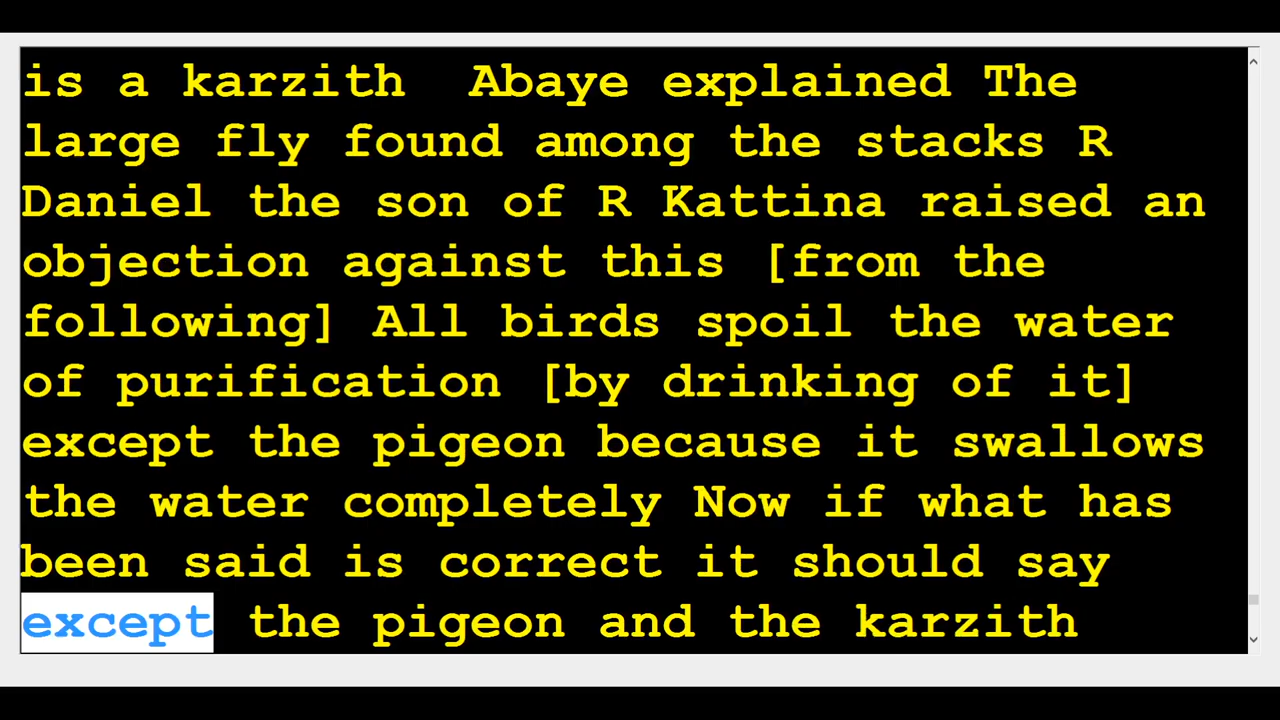 is a karzith  Abaye explained The
large fly found among the stacks R
Daniel the son of R Kattina raised an
objection against this [from the
following] All birds spoil the water
of purification [by drinking of it]
except the pigeon because it swallows
the water completely Now if what has
been said is correct it should say
except the pigeon and the karzith